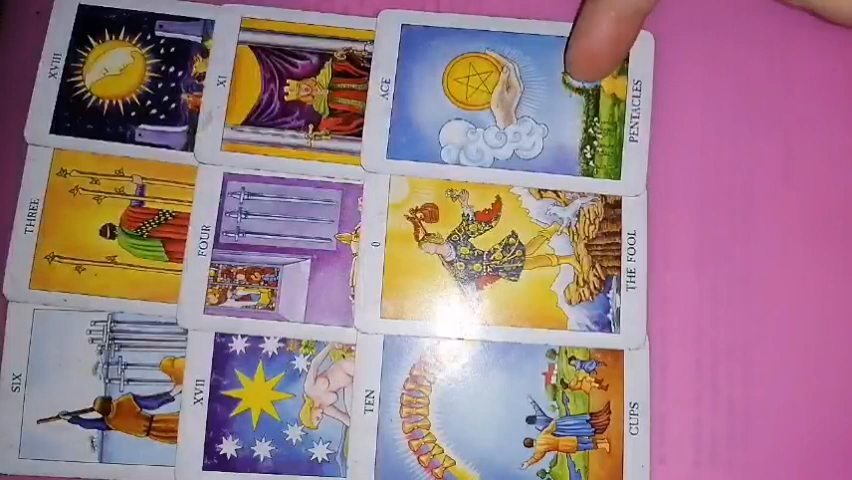 XVIII
XI
ACE
PENTACLES
THREE
FOUR
0
THE FOOL
SIX
XVII
TEN
CUPS